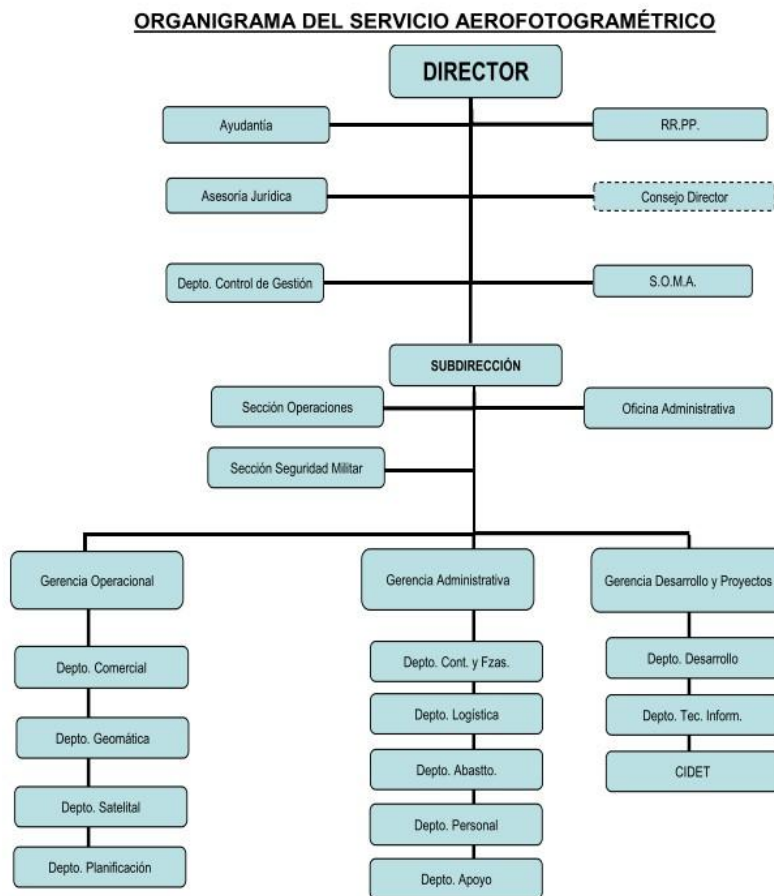 ORGANIGRAMA DEL SERVICIO AEROFOTOGRAMÉTRICO
DIRECTOR
Ayudantía
RR.PP.
Asesoría Jurídica
Consejo Director
Depto. Control de Gestión
S.O.M.A.
SUBDIRECCIÓN
Sección Operaciones
Oficina Administrativa
Sección Seguridad Militar
Gerencia Operacional
Gerencia Administrativa
Gerencia Desarrollo y Proyectos
Depto. Comercial
Depto. Geomática
Depto. Satelital
Depto. Planificación
Depto. Cont. y Fzas.
Depto. Logística
Depto. Abastto.
Depto. Personal
Depto. Apoyo
Depto. Desarrollo
Depto. Tec. Inform.
CIDET